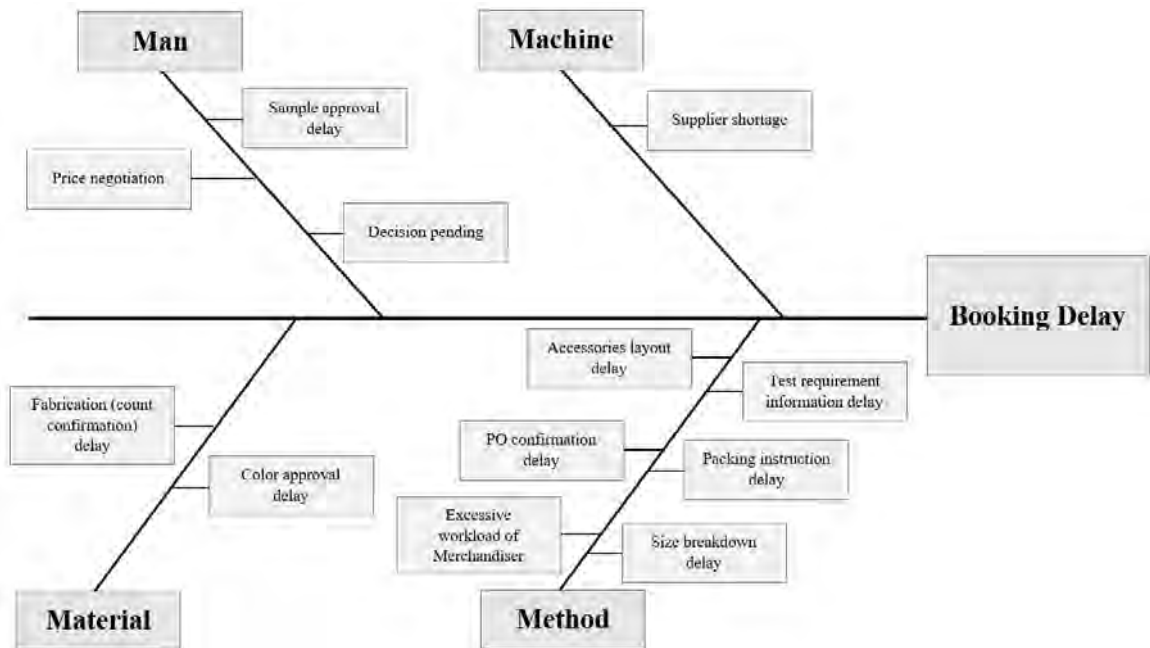 Man
Machine
Sample approval
delay
Supplier shortage
Price negotiation
Decision pending
Booking Delay
Accessories layout
delay
Test requirement
information delay
Fabrication (count
confirmation)
delay
PO confirmation
delay
Packing instruction
delay
Color approval
delay
Excessive
workload of
Merchandiser
Size breakdown
delay
Material
Method